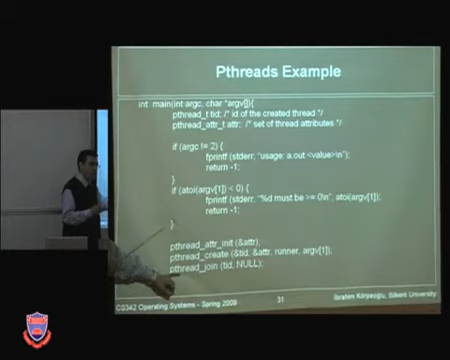 Pthreads Example
int main(int argc, char *argv[]){
pthread_t tid; /* id of the created thread */
pthread_attr_t attr; /* set of thread attributes */
if (argc != 2) {
fprintf (stderr, "usage: a.out <value>\n");
return -1;
}
if (atoi(argv[1]) < 0) {
fprintf (stderr, "%d must be >= 0\n", atoi(argv[1]);
return -1;
}
pthread_attr_init (&attr);
pthread_create (&tid, &attr, runner, argv[1]);
pthread_join (tid, NULL);
CS342 Operating Systems - Spring 2009
31
İbrahim Körpeoğlu, Bilkent University